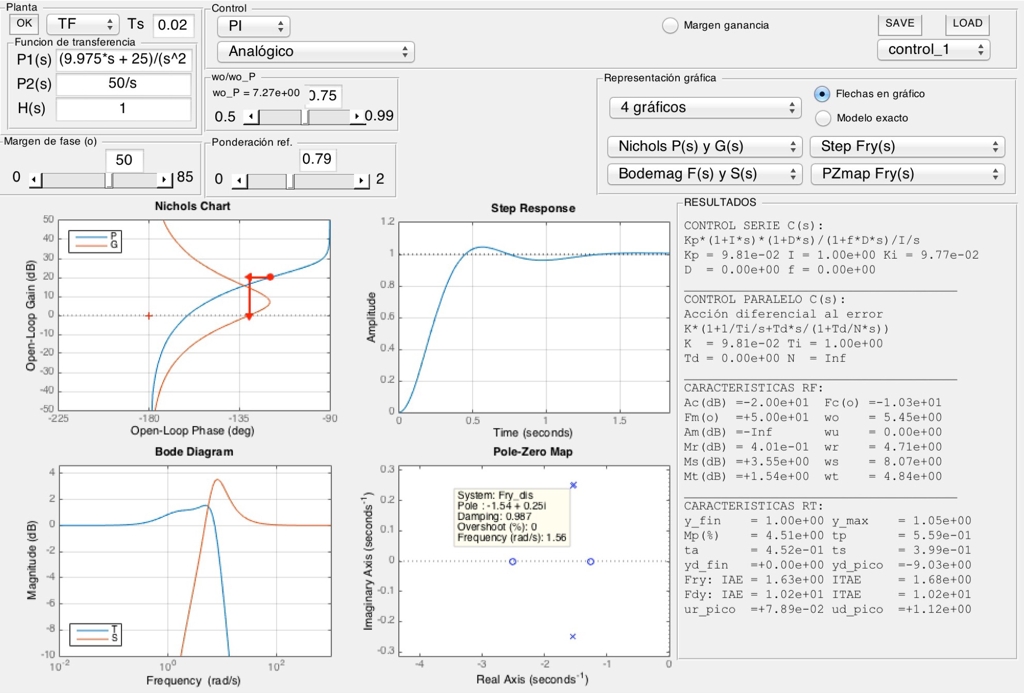 Planta
OK TF Ts 0.02
Funcion de transferencia
P1(s) (9.975*s + 25)/(s^2
P2(s) 50/s
H(s) 1
Margen de fase (o)
50
0 85
Control
PI
Analógico
wo/wo_P
wo_P = 7.27e+00 0.75
0.5 0.99
Ponderación ref.
0.79
0 2
Margen ganancia
SAVE LOAD
control_1
Representación gráfica
4 gráficos
Flechas en gráfico
Modelo exacto
Nichols P(s) y G(s) Step Fry(s)
Bodemag F(s) y S(s) PZmap Fry(s)
Nichols Chart
P
G
50
40
30
20
10
0
-10
-20
-30
-40
-50
-225 -180 -135 -90
Open-Loop Gain (dB)
Open-Loop Phase (deg)
Step Response
1.2
1
0.8
0.6
0.4
0.2
0
0 0.5 1 1.5
Amplitude
Time (seconds)
Bode Diagram
4
2
0
-2
-4
-6
-8
-10
T
S
10^-2 10^0 10^2
Magnitude (dB)
Frequency (rad/s)
Pole-Zero Map
0.3
0.2
0.1
0
-0.1
-0.2
-0.3
System: Fry_dis
Pole : -1.54 + 0.25i
Damping: 0.987
Overshoot (%): 0
Frequency (rad/s): 1.56
-4 -3 -2 -1 0
Imaginary Axis (seconds^-1)
Real Axis (seconds^-1)
RESULTADOS
CONTROL SERIE C(s):
Kp*(1+I*s)*(1+D*s)/(1+f*D*s)/I/s
Kp = 9.81e-02 I = 1.00e+00 Ki = 9.77e-02
D = 0.00e+00 f = 0.00e+00
CONTROL PARALELO C(s):
Acción diferencial al error
K*(1+1/Ti/s+Td*s/(1+Td/N*s))
K = 9.81e-02 Ti = 1.00e+00
Td = 0.00e+00 N = Inf
CARACTERISTICAS RF:
Ac(dB) =-2.00e+01 Fc(o) =-1.03e+01
Fm(o) =+5.00e+01 wo = 5.45e+00
Am(dB) =-Inf wu = 0.00e+00
Mr(dB) = 4.01e-01 wr = 4.71e+00
Ms(dB) =+3.55e+00 ws = 8.07e+00
Mt(dB) =+1.54e+00 wt = 4.84e+00
CARACTERISTICAS RT:
y_fin = 1.00e+00 y_max = 1.05e+00
Mp(%) = 4.51e+00 tp = 5.59e-01
ta = 4.52e-01 ts = 3.99e-01
yd_fin =+0.00e+00 yd_pico =-9.03e+00
Fry: IAE = 1.63e+00 ITAE = 1.68e+00
Fdy: IAE = 1.02e+01 ITAE = 1.02e+01
ur_pico =+7.89e-02 ud_pico =+1.12e+00